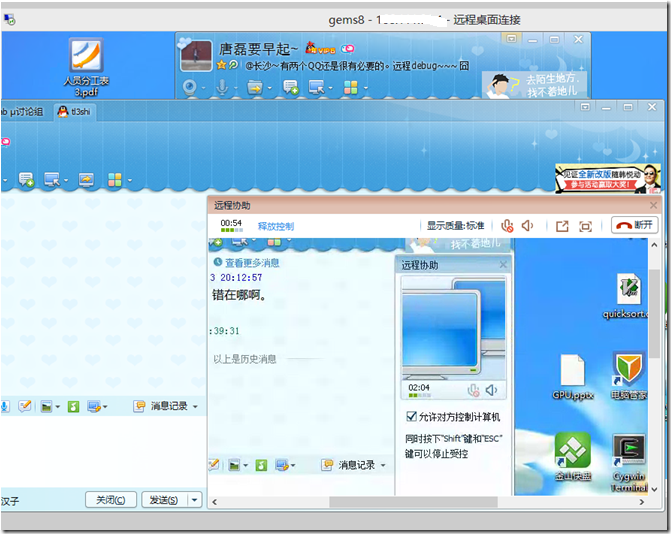 gems8 - 1
- 远程桌面连接
人员分工表
3.pdf
唐磊要早起~
VIP6
@长沙~有两个QQ还是很有必要的。远程debug~~~囧
去陌生地方,
找不着地儿
ab µ讨论组
tl3shi
见证全新改版随韩悦动
参与活动赢取大奖!
远程协助
00:54
释放控制
显示质量:标准
断开
找不着地儿
查看更多消息
3 20:12:57
错在哪啊。
:39:31
以上是历史消息
远程协助
02:04
允许对方控制计算机
同时按下"Shift"键和"ESC"
键可以停止受控
quicksort.c
GPU.pptx
电脑管家
金山快盘
Cygwin
Terminal
消息记录
消息记录
汉子
关闭(C)
发送(S)